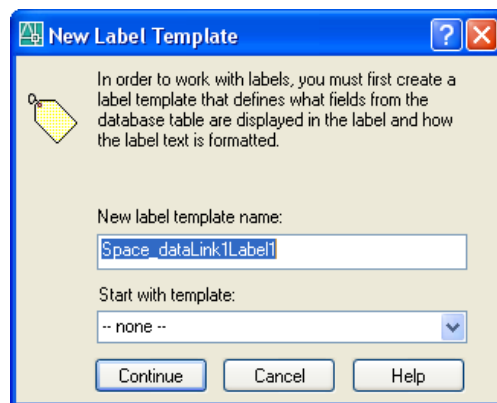 New Label Template
In order to work with labels, you must first create a
label template that defines what fields from the
database table are displayed in the label and how
the label text is formatted.
New label template name:
Space_dataLink1Label1
Start with template:
-- none --
Continue Cancel Help